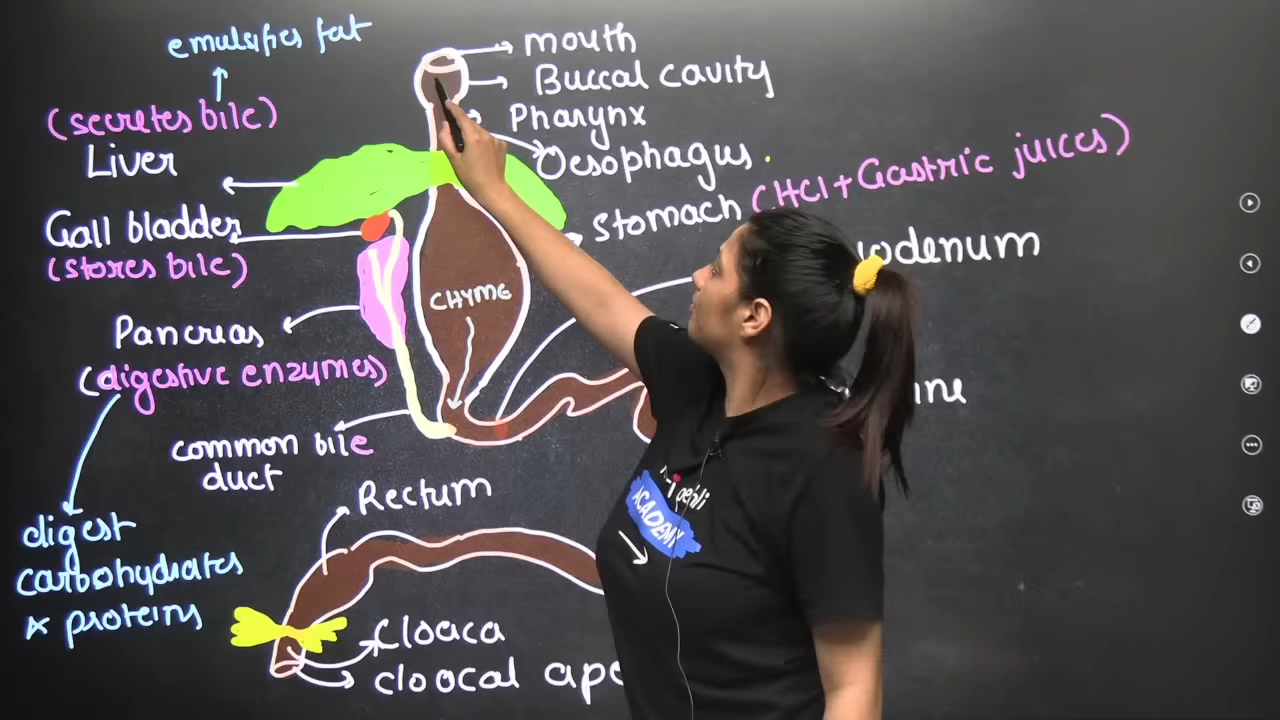 emulsifies fat
(secretes bile)
Liver
Gall bladder
(stores bile)
Pancreas
(digestive enzymes)
common bile
duct
digest
carbohydrates
& proteins
mouth
Buccal cavity
Pharynx
Oesophagus
Stomach (HCl + Gastric juices)
CHYME
Rectum
cloaca
cloocal
ACADEMY